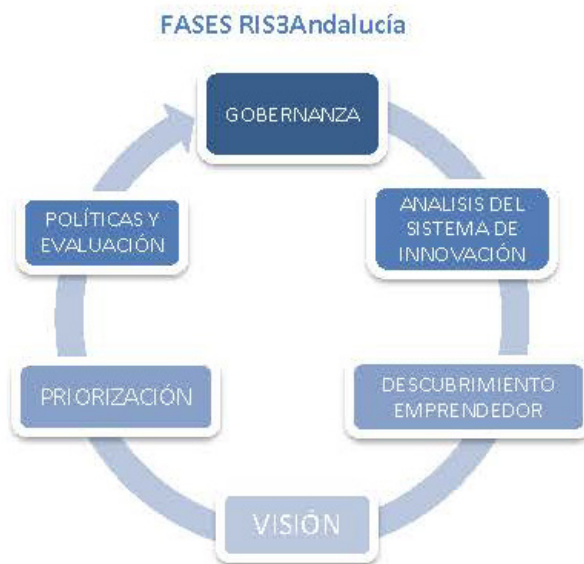 FASES RIS3Andalucía
GOBERNANZA
ANALISIS DEL
SISTEMA DE
INNOVACIÓN
DESCUBRIMIENTO
EMPRENDEDOR
VISIÓN
PRIORIZACIÓN
POLÍTICAS Y
EVALUACIÓN